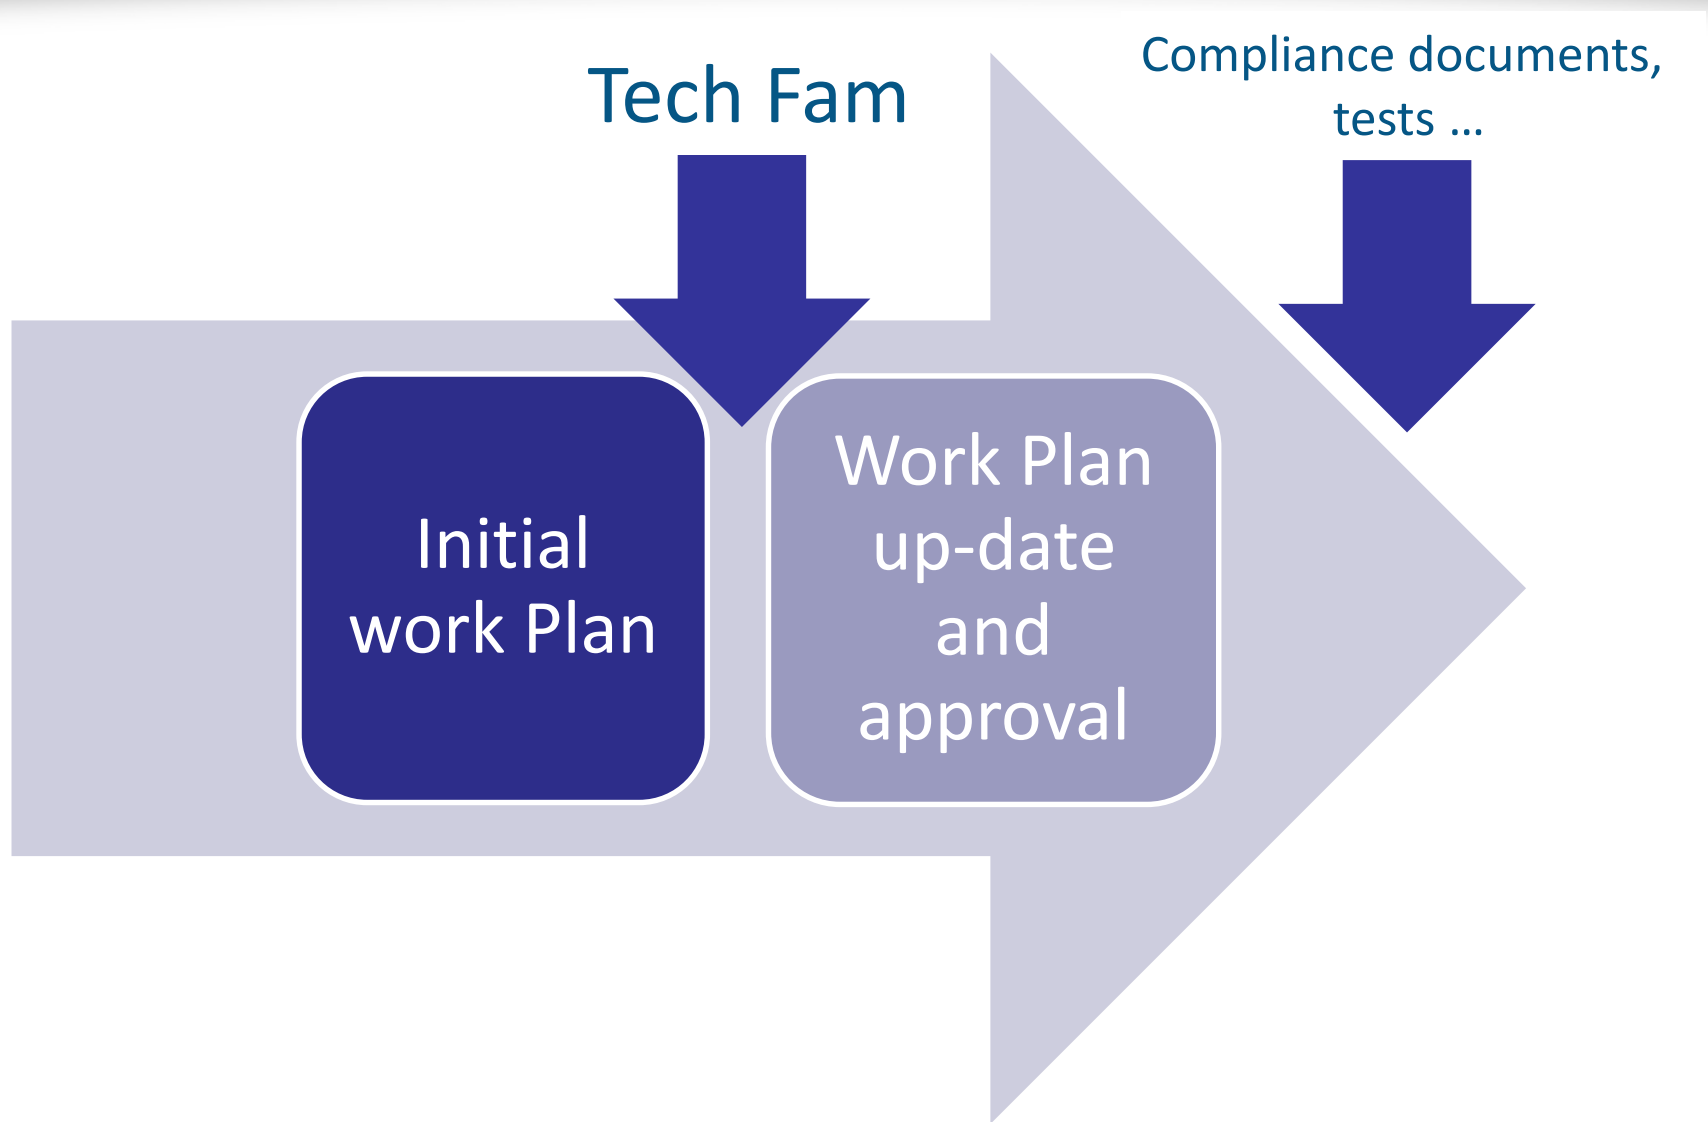 Tech Fam
Compliance documents,
tests ...
Initial
work Plan
Work Plan
up-date
and
approval